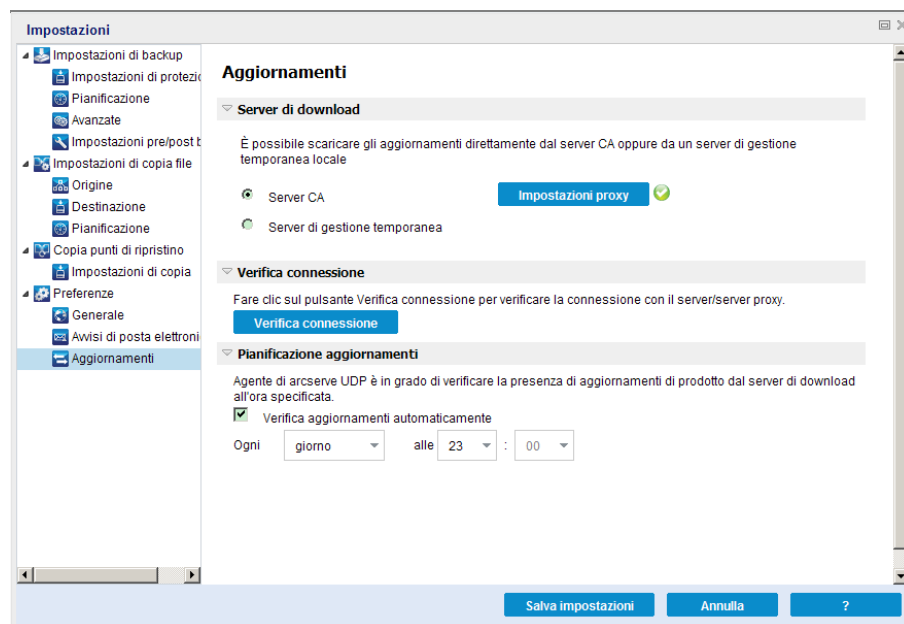 Impostazioni
Impostazioni di backup
Impostazioni di protezio
Pianificazione
Avanzate
Impostazioni pre/post b
Impostazioni di copia file
Origine
Destinazione
Pianificazione
Copia punti di ripristino
Impostazioni di copia
Preferenze
Generale
Avvisi di posta elettroni
Aggiornamenti
Aggiornamenti
Server di download
È possibile scaricare gli aggiornamenti direttamente dal server CA oppure da un server di gestione
temporanea locale
Server CA
Impostazioni proxy
Server di gestione temporanea
Verifica connessione
Fare clic sul pulsante Verifica connessione per verificare la connessione con il server/server proxy.
Verifica connessione
Pianificazione aggiornamenti
Agente di arcserve UDP è in grado di verificare la presenza di aggiornamenti di prodotto dal server di download
all'ora specificata.
Verifica aggiornamenti automaticamente
Ogni giorno alle 23 : 00
Salva impostazioni Annulla ?